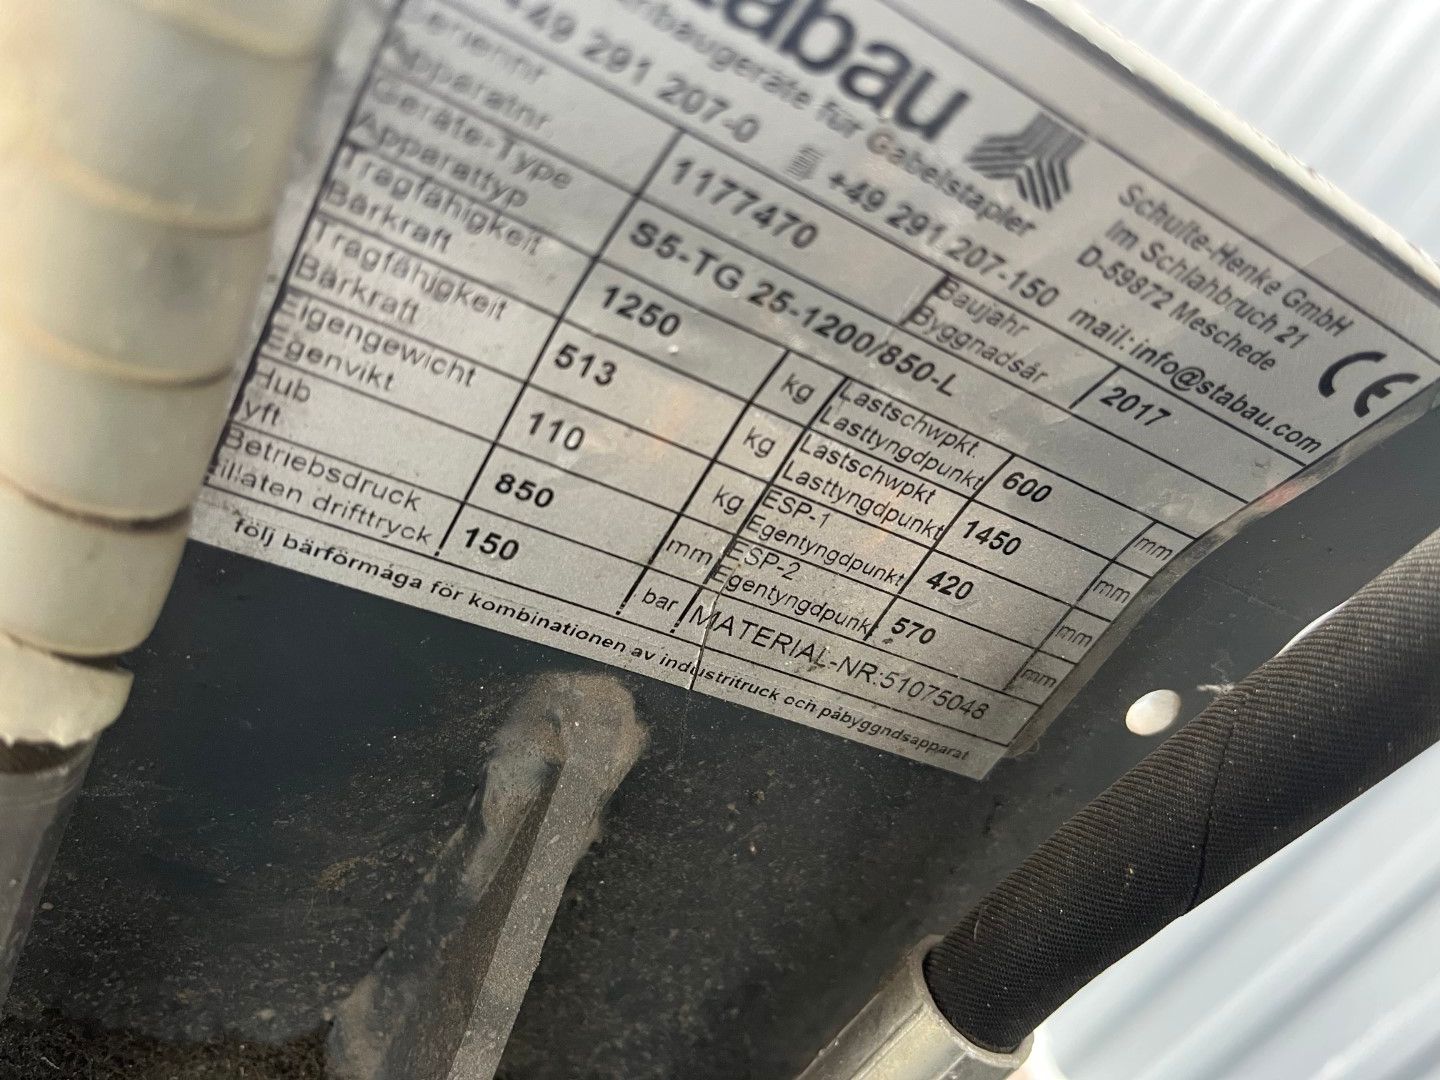 tabau
für Gabelstapler
49 291 207-0 +49 291 207-150 mail: info@stabau.com
Schulte-Henke GmbH
Im Schlahbruch 21
D-59872 Meschede
CE
Apparatnr. 1177470 Baujahr
Byggnadsår 2017
Geräte-Type
Apparattyp S5-TG 25-1200/850-L
Tragfähigkeit
Bärkraft 1250 kg Lastschwpkt.
Lasttyngdpunkt 600 mm
Tragfähigkeit
Bärkraft 513 kg Lastschwpkt
Lasttyngdpunkt 1450 mm
Eigengewicht
Egenvikt 110 kg ESP-1
Egentyngdpunkt 420 mm
Hub
Lyft 850 mm ESP-2
Egentyngdpunkt 570 mm
Betriebsdruck
Tillåten drifttryck 150 bar MATERIAL-NR:51075048
följ bärförmåga för kombinationen av industritruck och påbyggndsapparat